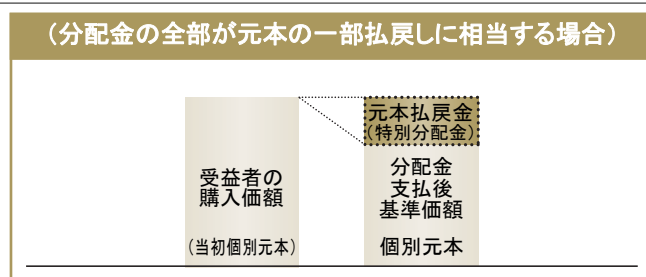 （分配金の全部が元本の一部払戻しに相当する場合）
元本払戻金
（特別分配金）
受益者の
購入価額
（当初個別元本）
分配金
支払後
基準価額
個別元本